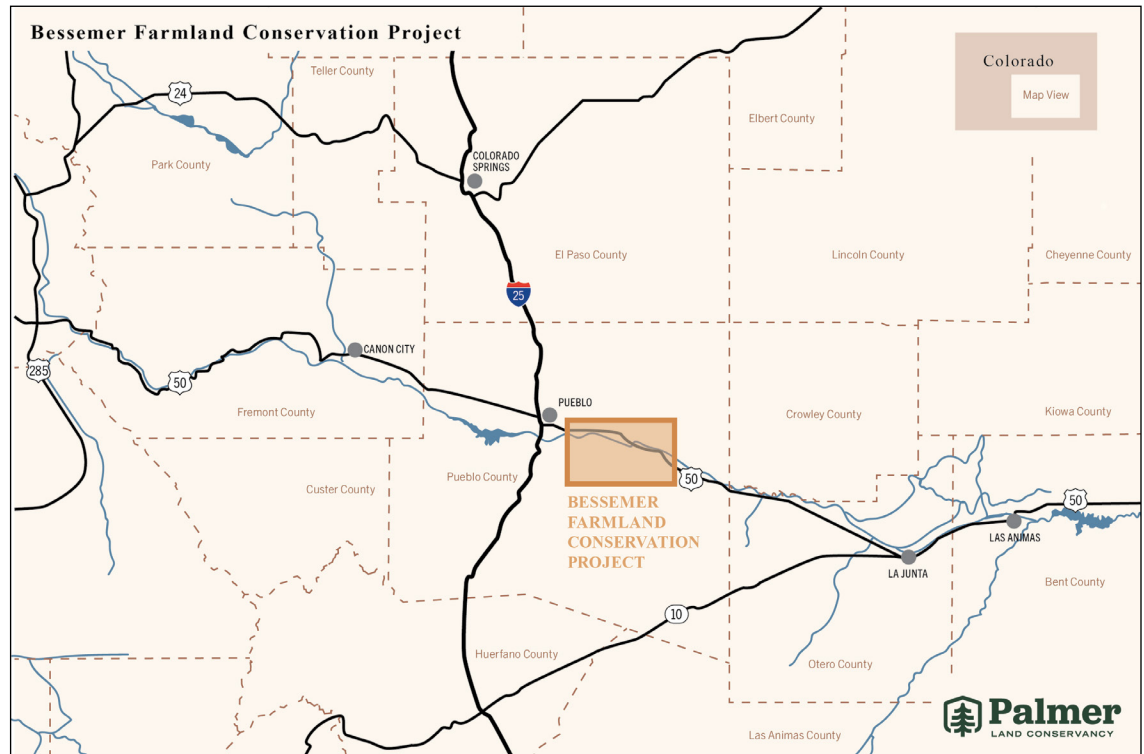 Bessemer Farmland Conservation Project
Colorado
Map View
Teller County
24
Elbert County
Park County
COLORADO
SPRINGS
El Paso County
Lincoln County
Cheyenne County
25
CANON CITY
285
50
PUEBLO
Fremont County
Crowley County
Kiowa County
Pueblo County
50
Custer County
BESSEMER
FARMLAND
CONSERVATION
PROJECT
50
LAS ANIMAS
LA JUNTA
Bent County
10
Huerfano County
Otero County
Las Animas County
Palmer
LAND CONSERVANCY